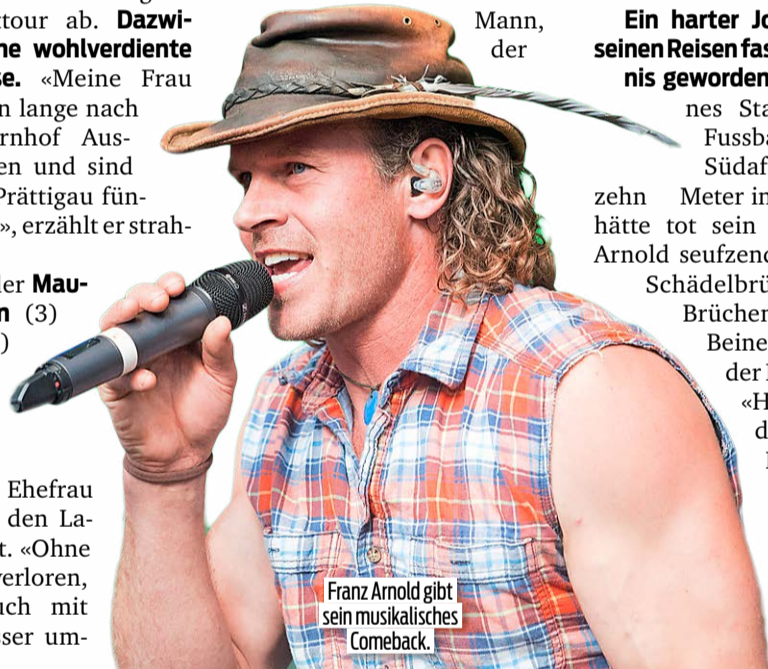 ttour ab. Dazwi-
ne wohlverdiente
se. «Meine Frau
n lange nach
rnhof Aus-
en und sind
Prättigau fün-
», erzählt er strah-
der Mau-
n (3)
)
Ehefrau
den La-
t. «Ohne
verloren,
uch mit
sser um-
Mann,
der
Ein harter Jo
seinen Reisen fas
nis geworden
nes Sta
Fussba
Südaf
zehn Meter in
hätte tot sein
Arnold seufzend
Schädelbrü
Brüchen
Beine
der
«H
d
Franz Arnold gibt
sein musikalisches
Comeback.